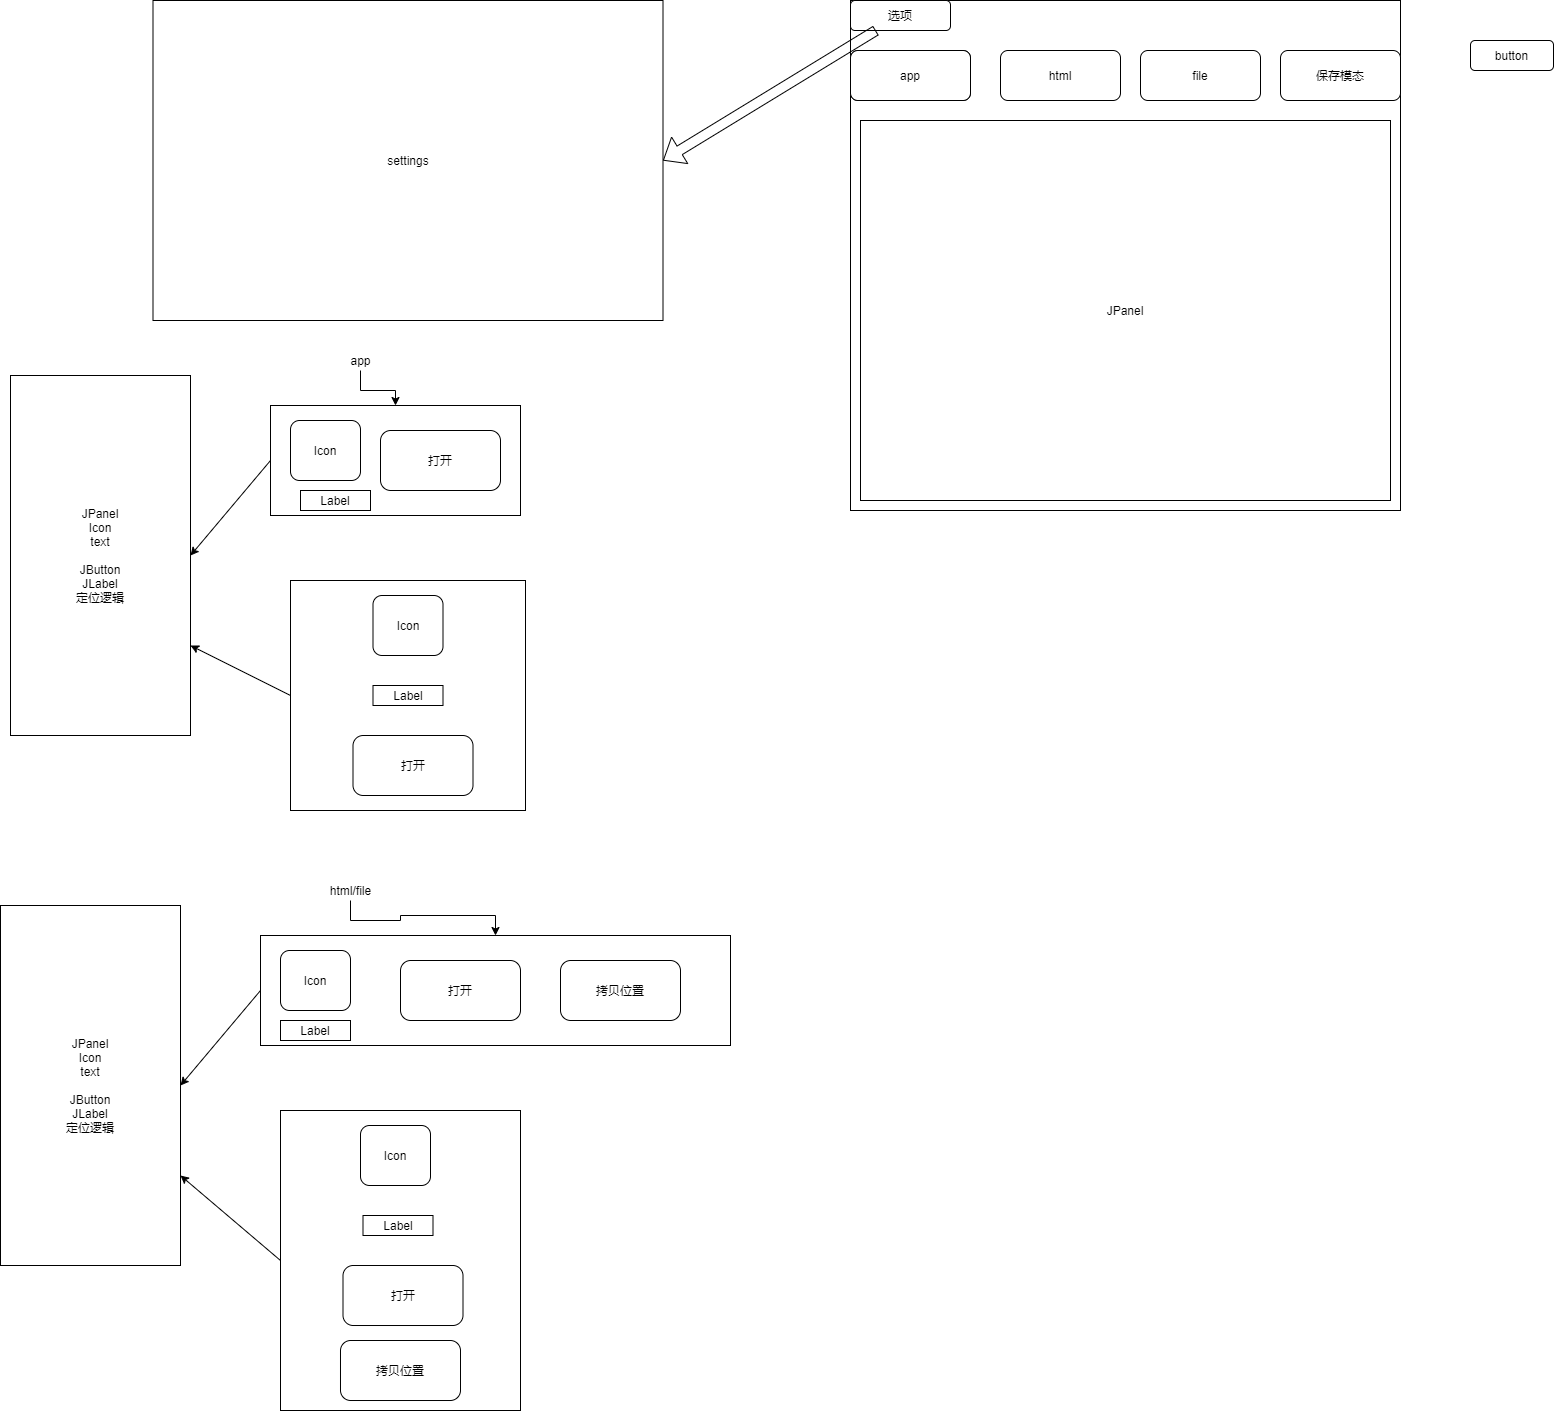 选项
button
app
html
file
保存模态
settings
JPanel
app
Icon
打开
Label
JPanel
Icon
text
JButton
JLabel
定位逻辑
Icon
Label
打开
html/file
Icon
打开
拷贝位置
Label
JPanel
Icon
text
JButton
JLabel
定位逻辑
Icon
Label
打开
拷贝位置